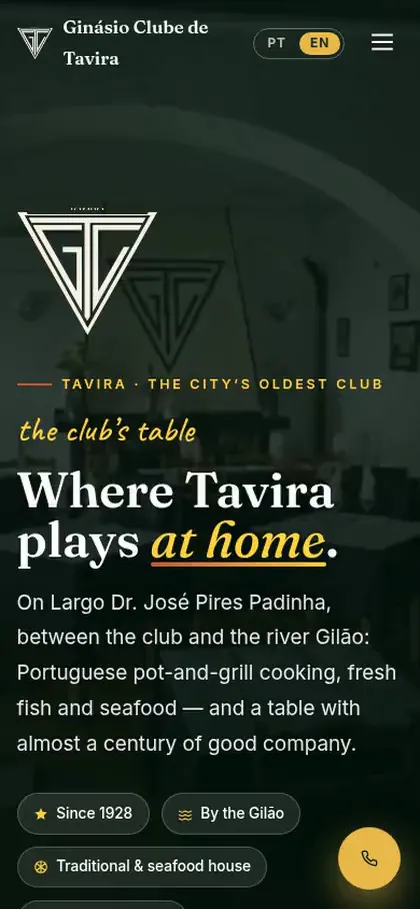 Ginásio Clube de
Tavira
PT
EN
GTC
TAVIRA · THE CITY'S OLDEST CLUB
the club's table
Where Tavira
plays at home.
On Largo Dr. José Pires Padinha,
between the club and the river Gilão:
Portuguese pot-and-grill cooking, fresh
fish and seafood — and a table with
almost a century of good company.
Since 1928
By the Gilão
Traditional & seafood house